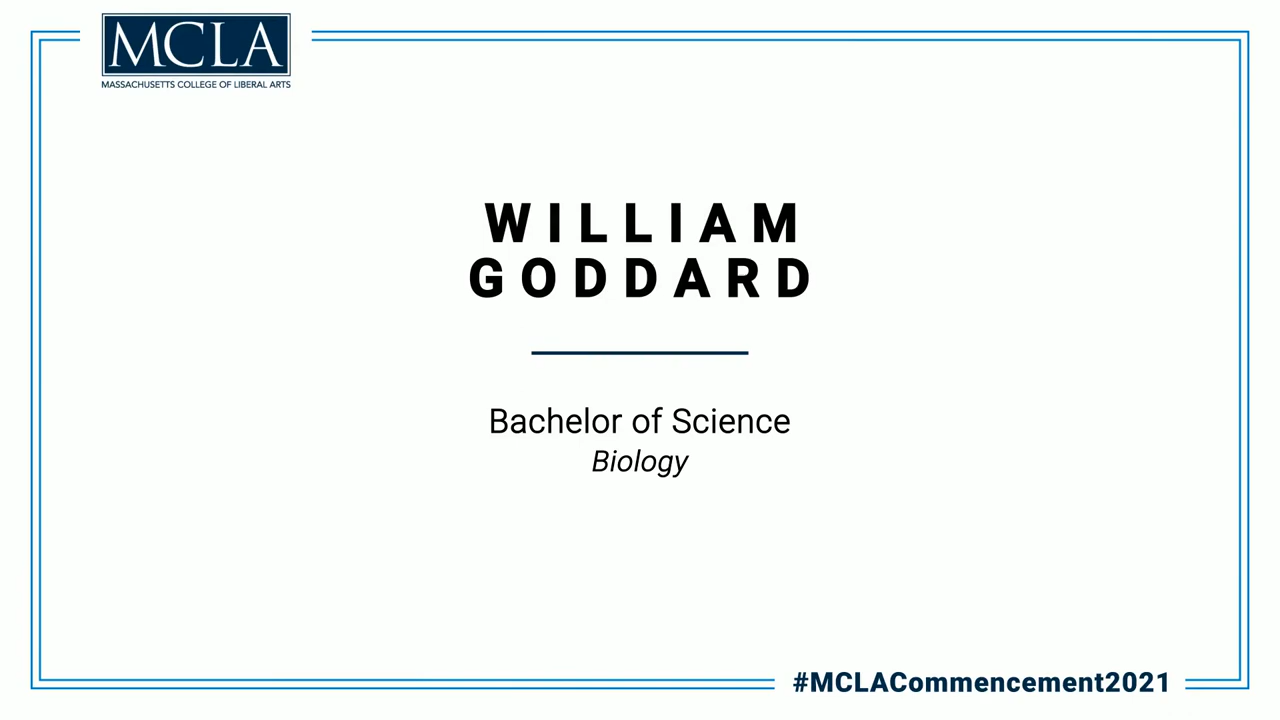 MCLA
MASSACHUSETTS COLLEGE OF LIBERAL ARTS
WILLIAM
GODDARD
Bachelor of Science
Biology
#MCLACommencement2021